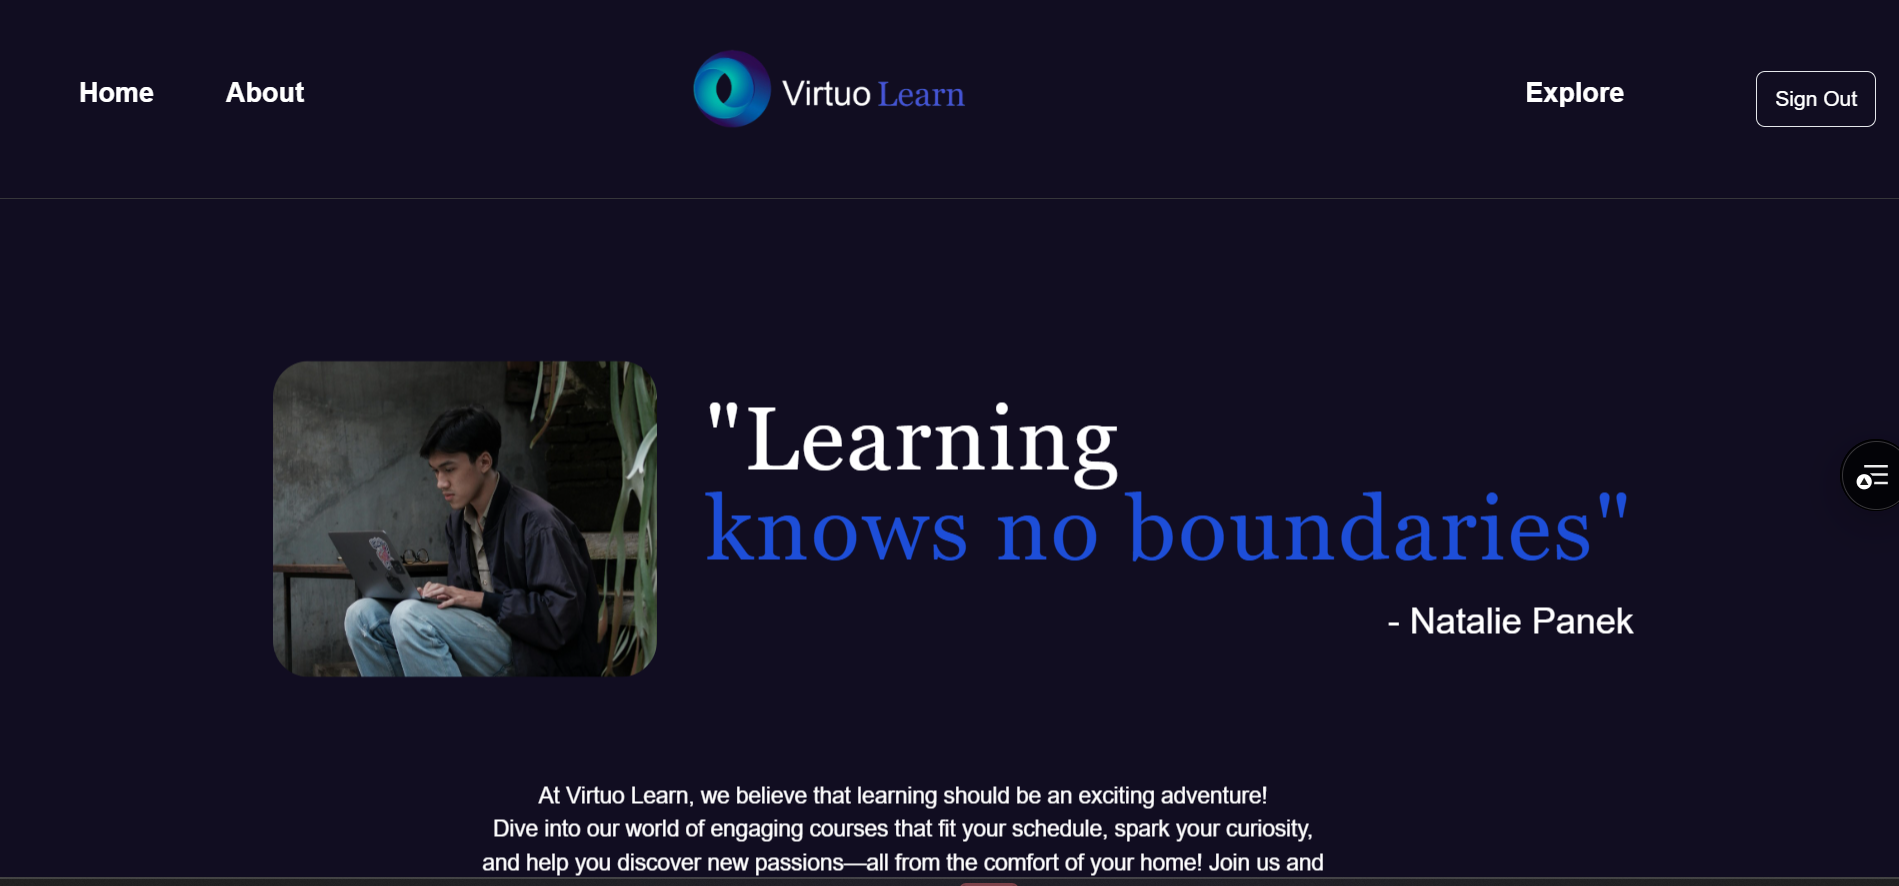 Home About Virtuo Learn Explore Sign Out
"Learning
knows no boundaries"
- Natalie Panek
At Virtuo Learn, we believe that learning should be an exciting adventure!
Dive into our world of engaging courses that fit your schedule, spark your curiosity,
and help you discover new passions—all from the comfort of your home! Join us and